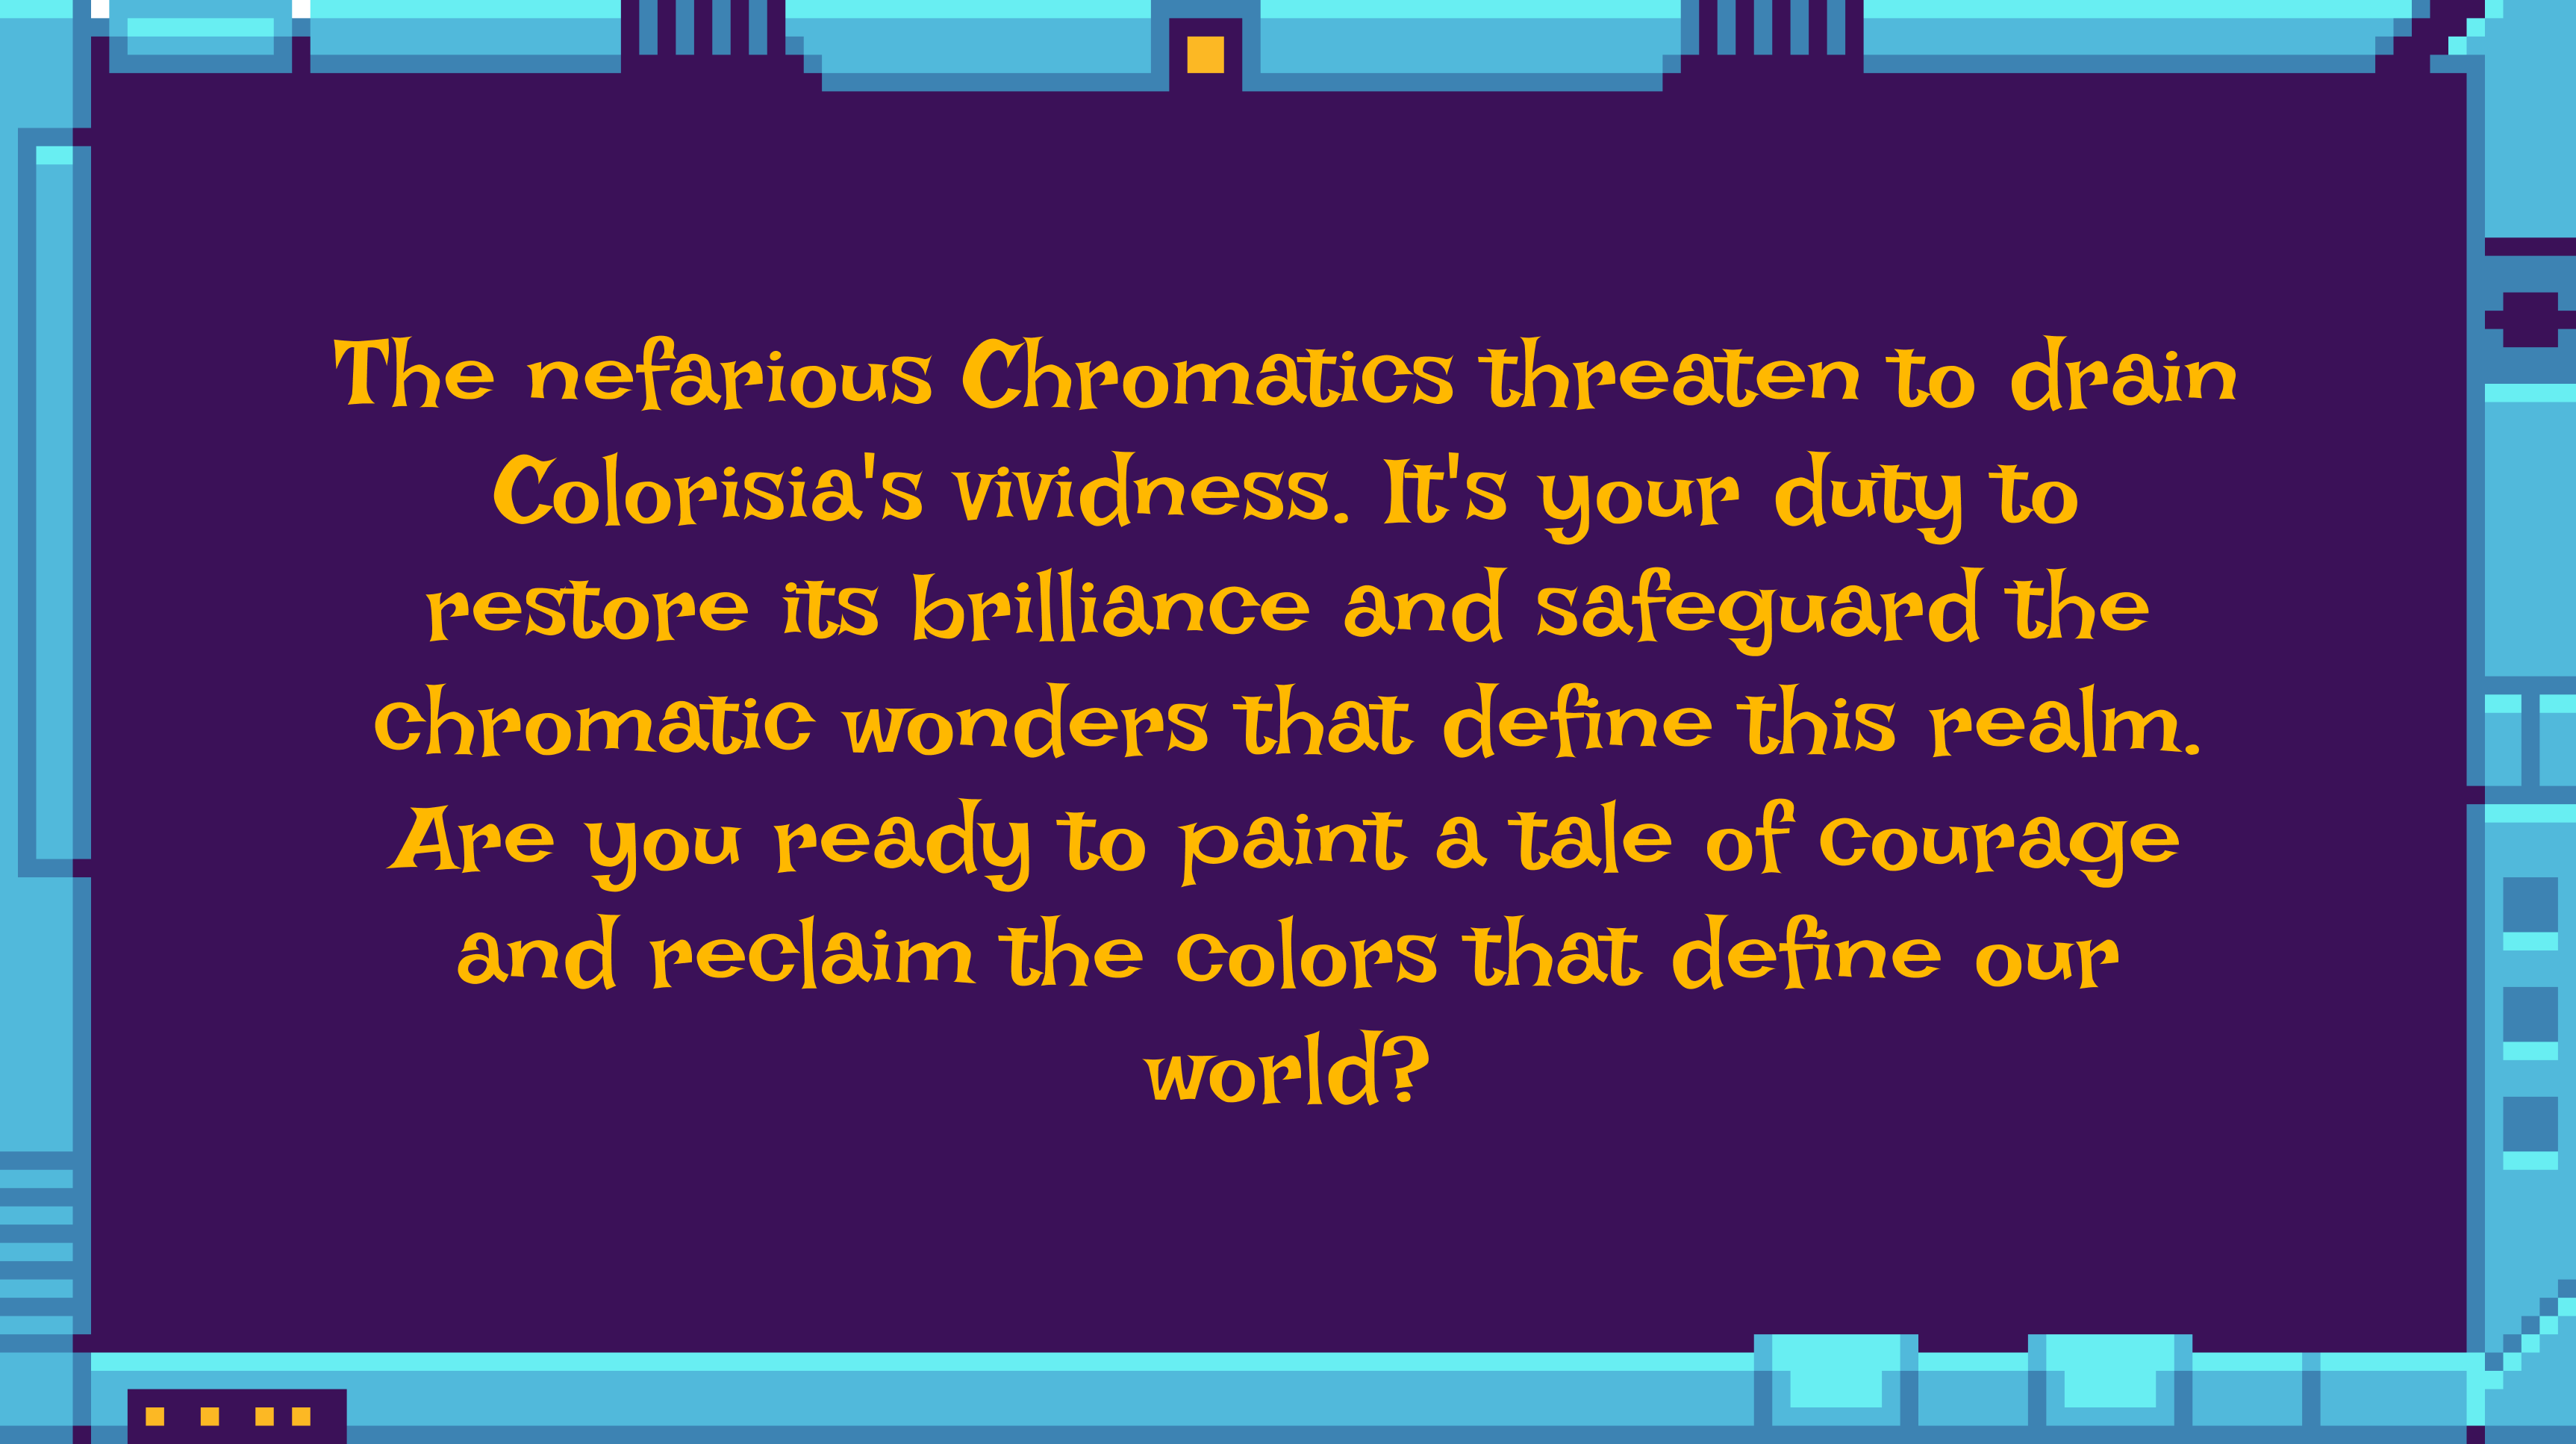 The nefarious Chromatics threaten to drain
Colorisia's vividness. It's your duty to
restore its brilliance and safeguard the
chromatic wonders that define this realm.
Are you ready to paint a tale of courage
and reclaim the colors that define our
world?